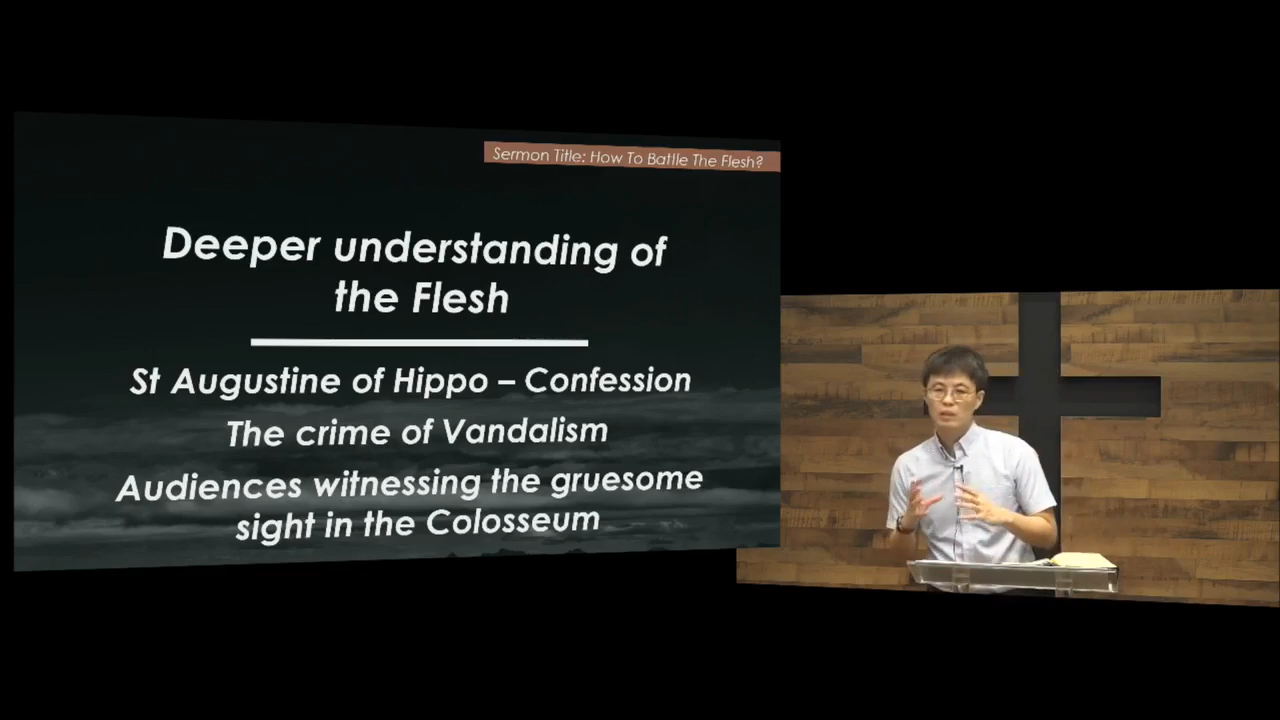 Sermon Title: How To Battle The Flesh?
Deeper understanding of
the Flesh
St Augustine of Hippo – Confession
The crime of Vandalism
Audiences witnessing the gruesome
sight in the Colosseum